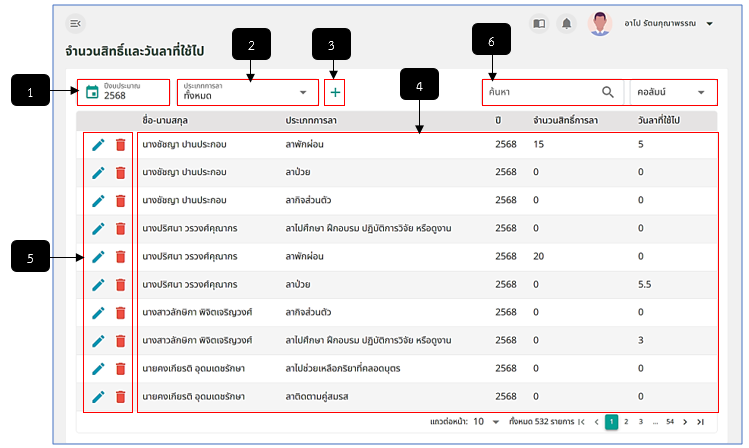 อาโป รัตนกุณาพรรณ
จำนวนสิทธิ์และวันลาที่ใช้ไป
1
2
3
4
6
ปีงบประมาณ
2568
ประเภทการลา
ทั้งหมด
ค้นหา
คอลัมน์
ชื่อ-นามสกุล ประเภทการลา ปี จำนวนสิทธิ์การลา วันลาที่ใช้ไป
นางชัชญา ปานประกอบ ลาพักผ่อน 2568 15 5
นางชัชญา ปานประกอบ ลาป่วย 2568 0 0
นางชัชญา ปานประกอบ ลากิจส่วนตัว 2568 0 0
นางปริศนา วรวงศ์คุณากร ลาไปศึกษา ฝึกอบรม ปฏิบัติการวิจัย หรือดูงาน 2568 0 0
5
นางปริศนา วรวงศ์คุณากร ลาพักผ่อน 2568 20 0
นางปริศนา วรวงศ์คุณากร ลาป่วย 2568 0 5.5
นางสาวลักษิกา พิจิตเจริญวงศ์ ลากิจส่วนตัว 2568 0 0
นางสาวลักษิกา พิจิตเจริญวงศ์ ลาไปศึกษา ฝึกอบรม ปฏิบัติการวิจัย หรือดูงาน 2568 0 3
นายคงเกียรติ อุดมเดชรักษา ลาไปช่วยเหลือภริยาที่คลอดบุตร 2568 0 0
นายคงเกียรติ อุดมเดชรักษา ลาติดตามคู่สมรส 2568 0 0
แถวต่อหน้า: 10 ทั้งหมด 532 รายการ 1 2 3 ... 54